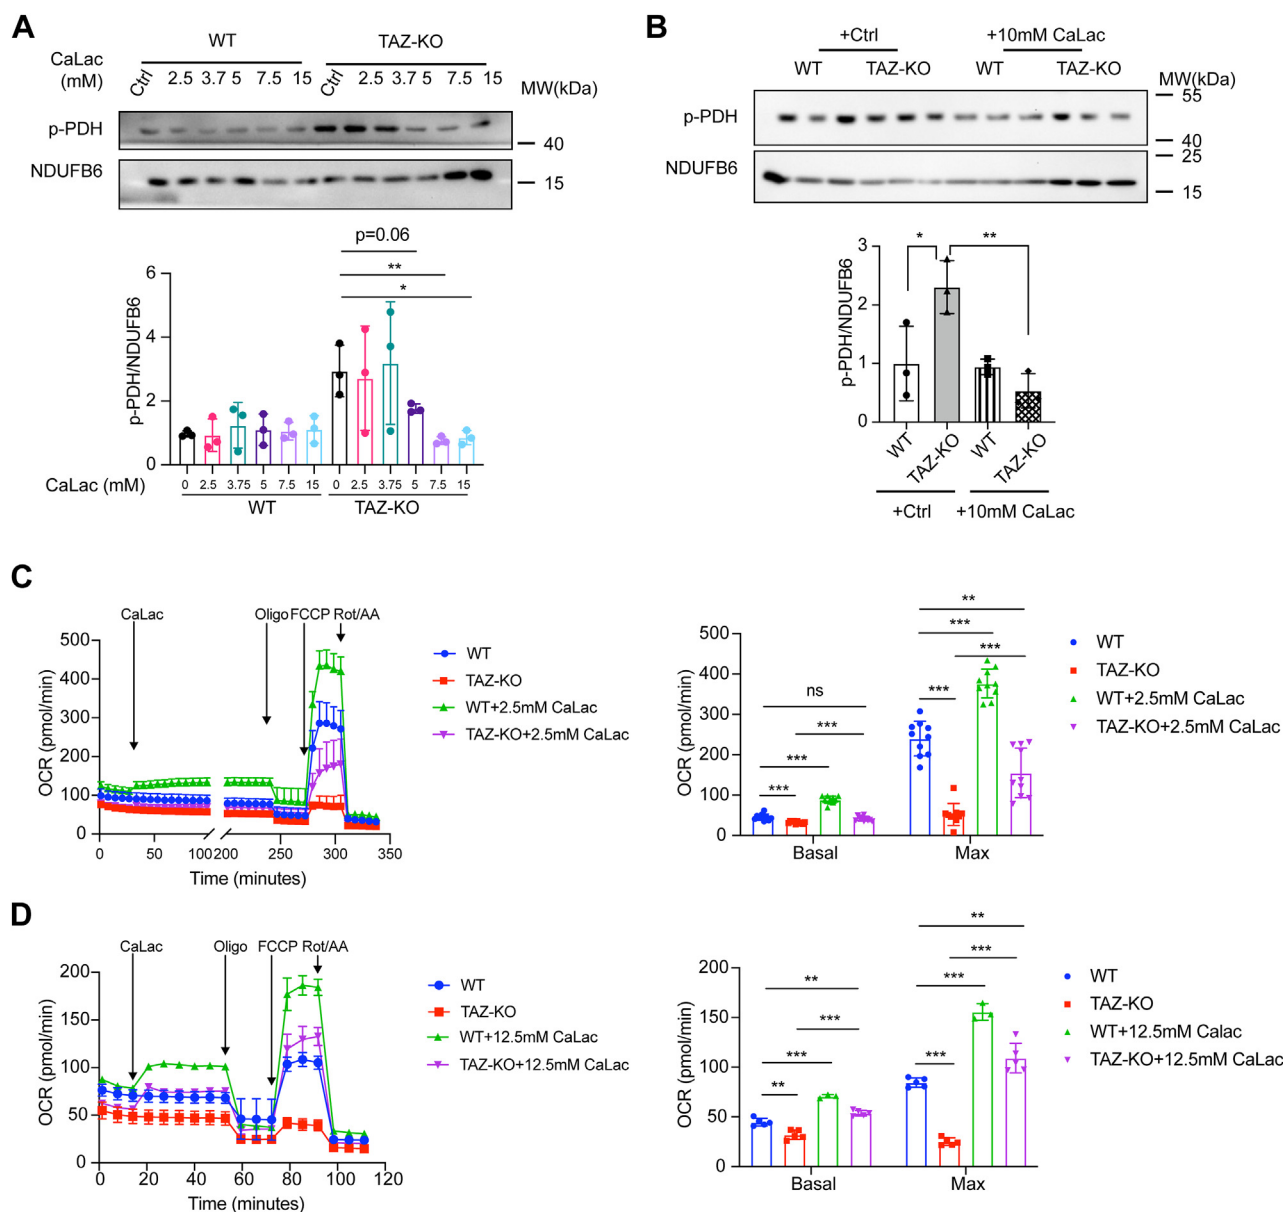 A
WT
TAZ-KO
CaLac
(mM)
Ctrl
2.5
3.7
5
7.5
15
Ctrl
2.5
3.7
5
7.5
15
MW(kDa)
p-PDH
40
NDUFB6
15
p=0.06
**
*
p-PDH/NDUFB6
6
4
2
0
CaLac (mM)
0
2.5
3.75
5
7.5
15
0
2.5
3.75
5
7.5
15
WT
TAZ-KO
B
+Ctrl
+10mM CaLac
WT
TAZ-KO
WT
TAZ-KO
MW(kDa)
55
p-PDH
40
25
NDUFB6
15
*
**
p-PDH/NDUFB6
3
2
1
0
WT
TAZ-KO
WT
TAZ-KO
+Ctrl
+10mM CaLac
C
CaLac
Oligo
FCCP
Rot/AA
OCR (pmol/min)
500
400
300
200
100
0
0
50
100
200
250
300
350
Time (minutes)
WT
TAZ-KO
WT+2.5mM CaLac
TAZ-KO+2.5mM CaLac
OCR (pmol/min)
500
400
300
200
100
0
ns
***
***
***
**
***
***
***
Basal
Max
WT
TAZ-KO
WT+2.5mM CaLac
TAZ-KO+2.5mM CaLac
D
CaLac
Oligo
FCCP
Rot/AA
OCR (pmol/min)
200
150
100
50
0
0
20
40
60
80
100
120
Time (minutes)
WT
TAZ-KO
WT+12.5mM CaLac
TAZ-KO+12.5mM CaLac
OCR (pmol/min)
200
150
100
50
0
**
***
***
**
**
***
***
***
Basal
Max
WT
TAZ-KO
WT+12.5mM Calac
TAZ-KO+12.5mM CaLac